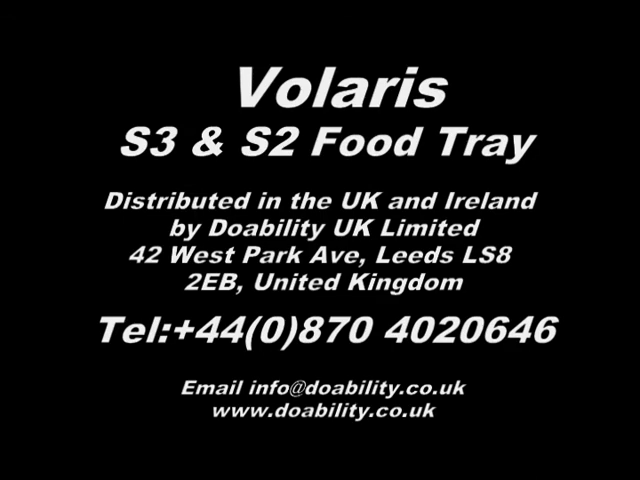 Volaris
S3 & S2 Food Tray
Distributed in the UK and Ireland
by Doability UK Limited
42 West Park Ave, Leeds LS8
2EB, United Kingdom
Tel:+44(0)870 4020646
Email info@doability.co.uk
www.doability.co.uk